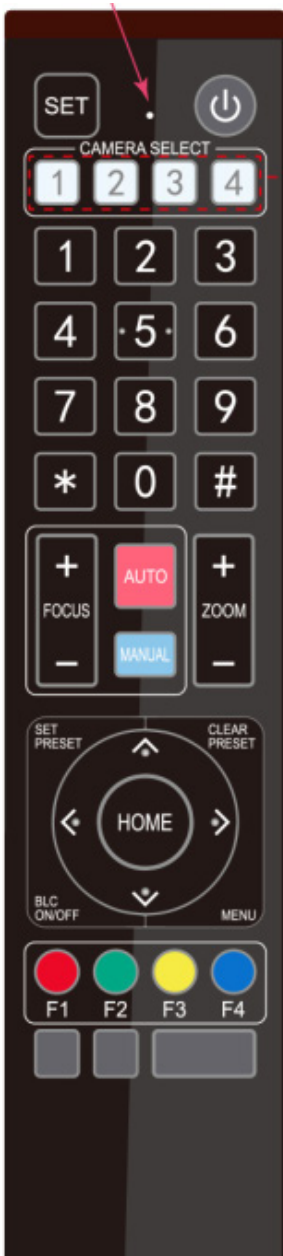 SET
CAMERA SELECT
1 2 3 4
1 2 3
4 5 6
7 8 9
* 0 #
+ AUTO +
FOCUS ZOOM
− MANUAL −
SET PRESET CLEAR PRESET
HOME
BLC ON/OFF MENU
F1 F2 F3 F4